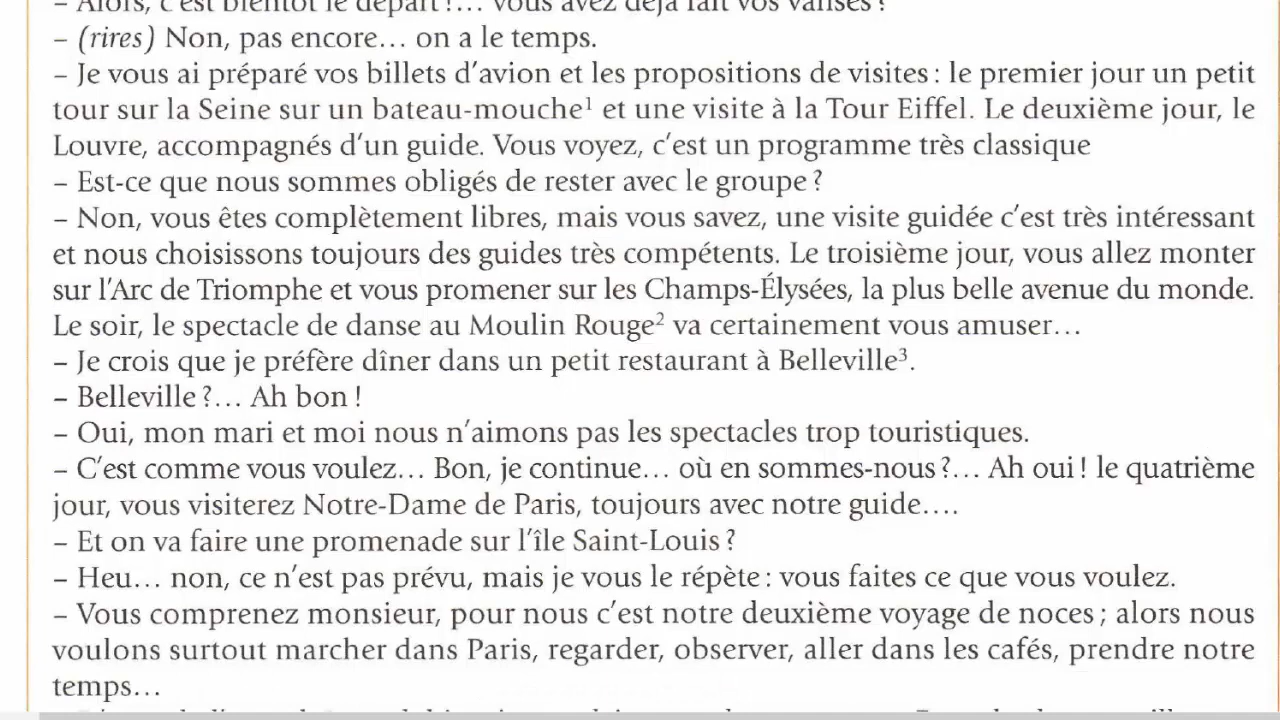 – Alors, c'est bientôt le départ !… vous avez déjà fait vos valises ?
– (rires) Non, pas encore… on a le temps.
– Je vous ai préparé vos billets d'avion et les propositions de visites : le premier jour un petit
tour sur la Seine sur un bateau-mouche¹ et une visite à la Tour Eiffel. Le deuxième jour, le
Louvre, accompagnés d'un guide. Vous voyez, c'est un programme très classique
– Est-ce que nous sommes obligés de rester avec le groupe ?
– Non, vous êtes complètement libres, mais vous savez, une visite guidée c'est très intéressant
et nous choisissons toujours des guides très compétents. Le troisième jour, vous allez monter
sur l'Arc de Triomphe et vous promener sur les Champs-Élysées, la plus belle avenue du monde.
Le soir, le spectacle de danse au Moulin Rouge² va certainement vous amuser…
– Je crois que je préfère dîner dans un petit restaurant à Belleville³.
– Belleville ?… Ah bon !
– Oui, mon mari et moi nous n'aimons pas les spectacles trop touristiques.
– C'est comme vous voulez… Bon, je continue… où en sommes-nous ?… Ah oui ! le quatrième
jour, vous visiterez Notre-Dame de Paris, toujours avec notre guide….
– Et on va faire une promenade sur l'île Saint-Louis ?
– Heu… non, ce n'est pas prévu, mais je vous le répète : vous faites ce que vous voulez.
– Vous comprenez monsieur, pour nous c'est notre deuxième voyage de noces ; alors nous
voulons surtout marcher dans Paris, regarder, observer, aller dans les cafés, prendre notre
temps…